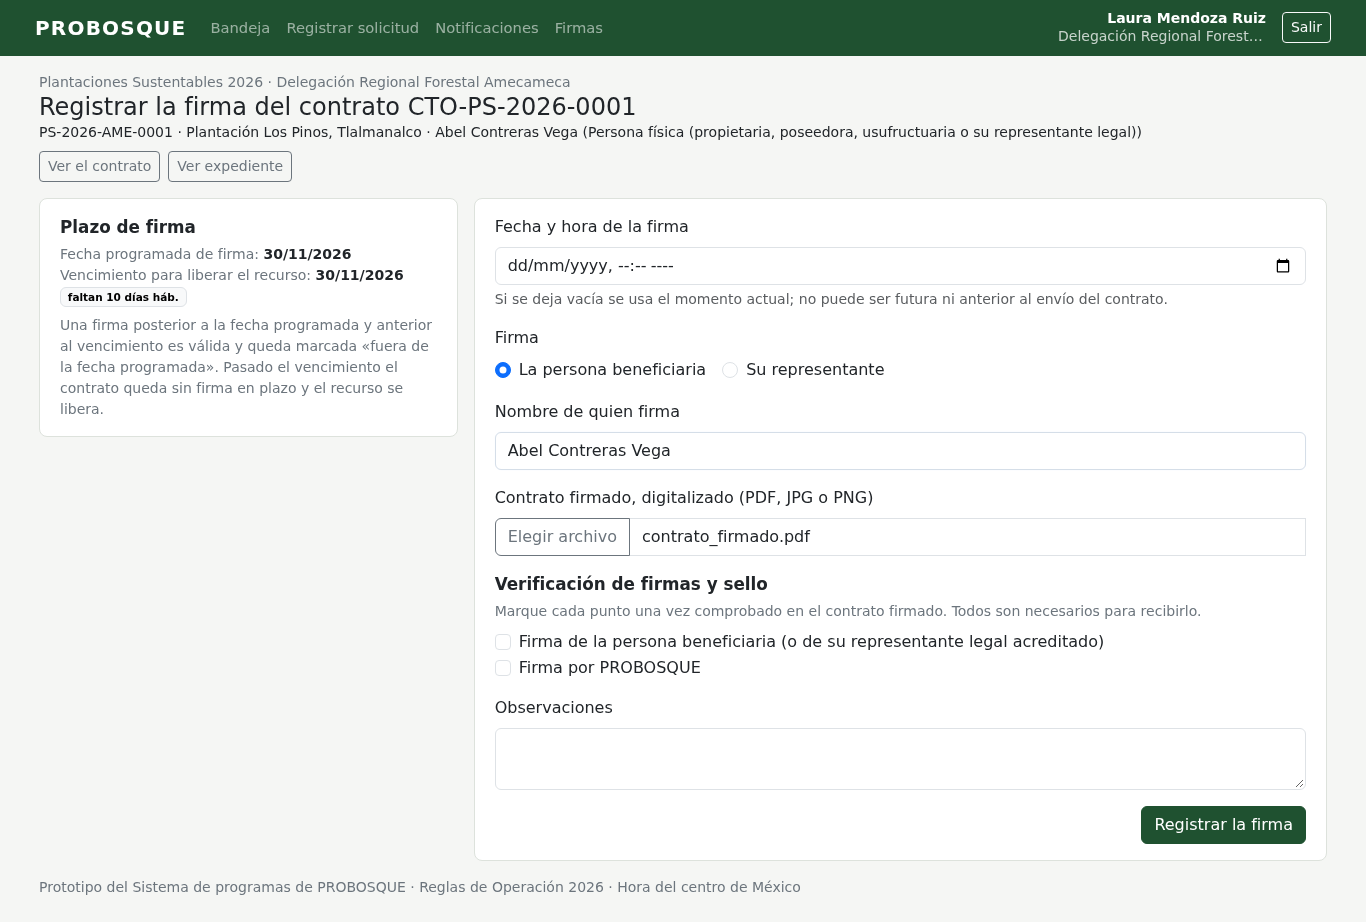 PROBOSQUE Bandeja Registrar solicitud Notificaciones Firmas
Laura Mendoza Ruiz
Delegación Regional Forest…
Salir
Plantaciones Sustentables 2026 · Delegación Regional Forestal Amecameca
Registrar la firma del contrato CTO-PS-2026-0001
PS-2026-AME-0001 · Plantación Los Pinos, Tlalmanalco · Abel Contreras Vega (Persona física (propietaria, poseedora, usufructuaria o su representante legal))
Ver el contrato Ver expediente
Plazo de firma
Fecha programada de firma: 30/11/2026
Vencimiento para liberar el recurso: 30/11/2026
faltan 10 días háb.
Una firma posterior a la fecha programada y anterior
al vencimiento es válida y queda marcada «fuera de
la fecha programada». Pasado el vencimiento el
contrato queda sin firma en plazo y el recurso se
libera.
Fecha y hora de la firma
dd/mm/yyyy, --:-- ----
Si se deja vacía se usa el momento actual; no puede ser futura ni anterior al envío del contrato.
Firma
La persona beneficiaria Su representante
Nombre de quien firma
Abel Contreras Vega
Contrato firmado, digitalizado (PDF, JPG o PNG)
Elegir archivo contrato_firmado.pdf
Verificación de firmas y sello
Marque cada punto una vez comprobado en el contrato firmado. Todos son necesarios para recibirlo.
Firma de la persona beneficiaria (o de su representante legal acreditado)
Firma por PROBOSQUE
Observaciones
Registrar la firma
Prototipo del Sistema de programas de PROBOSQUE · Reglas de Operación 2026 · Hora del centro de México